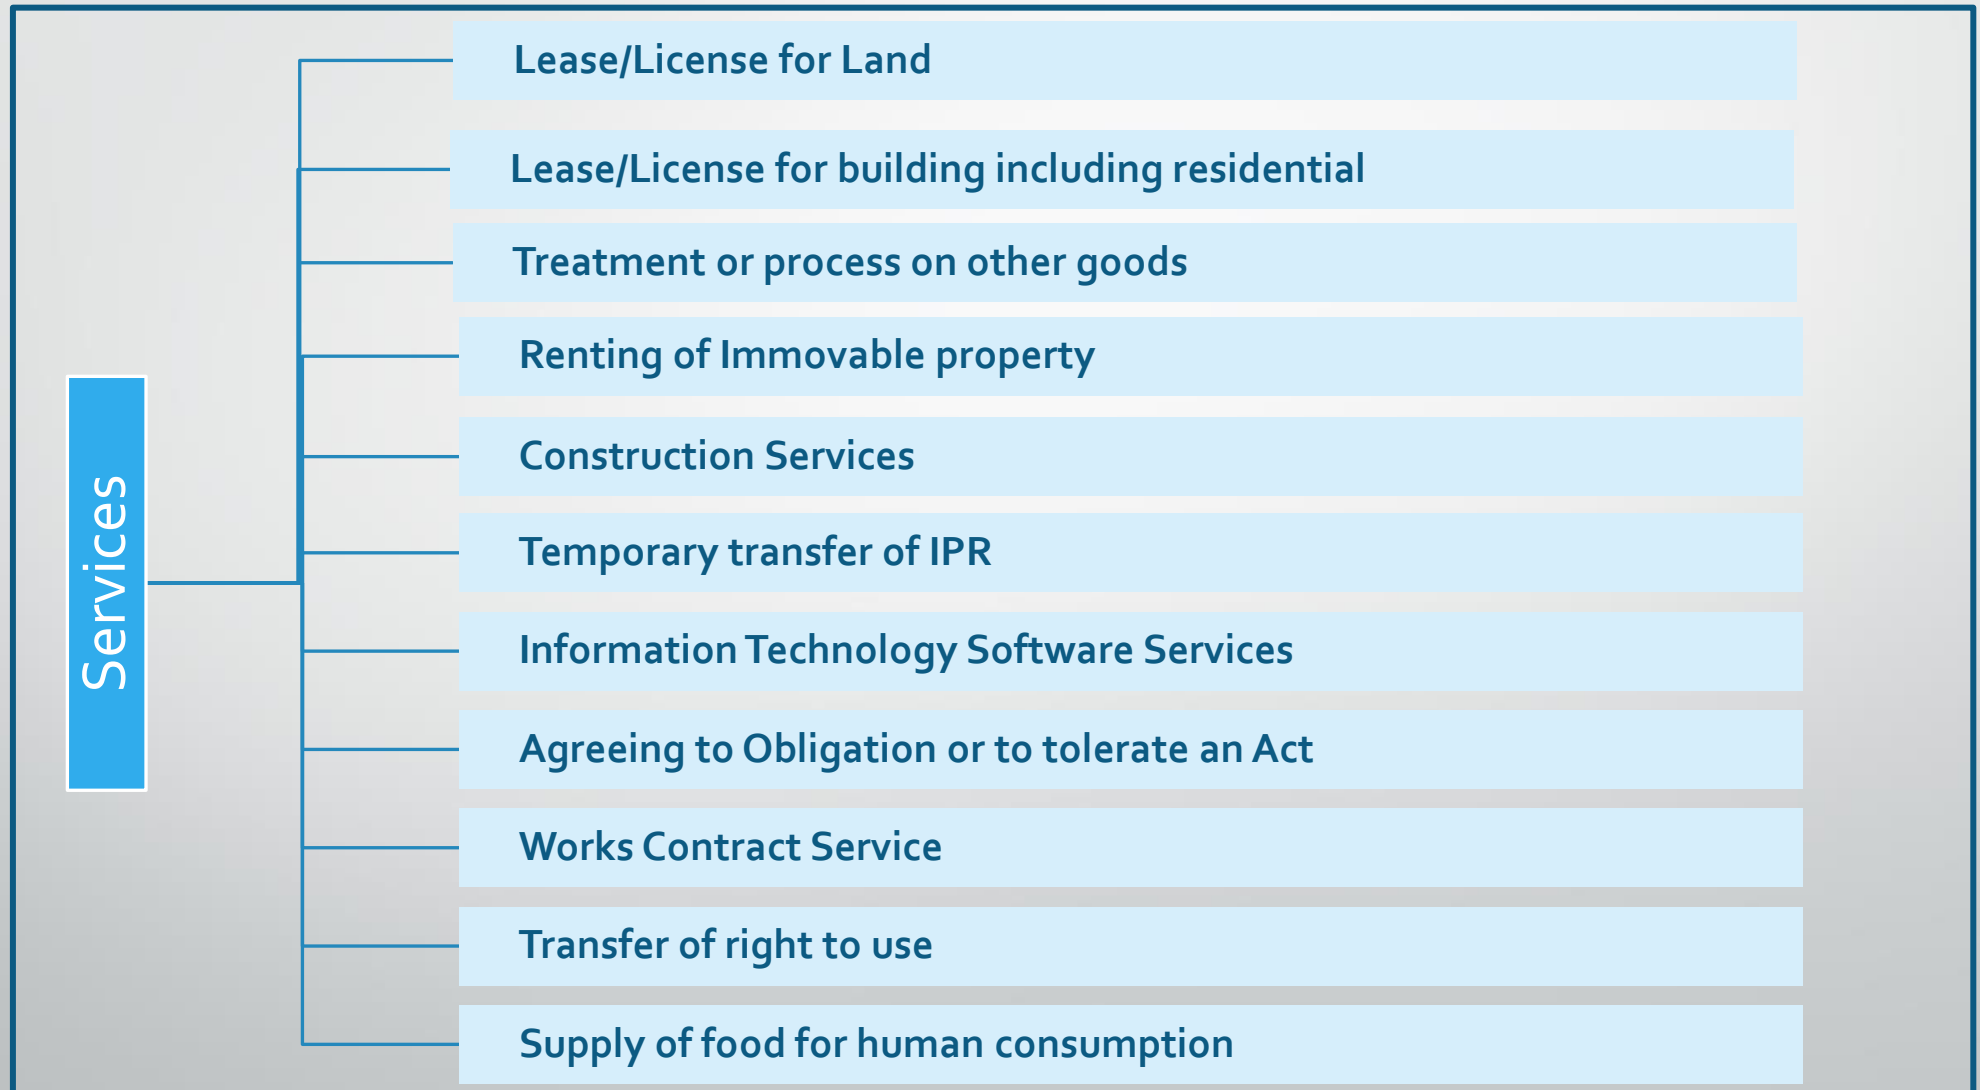 Services
Lease/License for Land
Lease/License for building including residential
Treatment or process on other goods
Renting of Immovable property
Construction Services
Temporary transfer of IPR
Information Technology Software Services
Agreeing to Obligation or to tolerate an Act
Works Contract Service
Transfer of right to use
Supply of food for human consumption